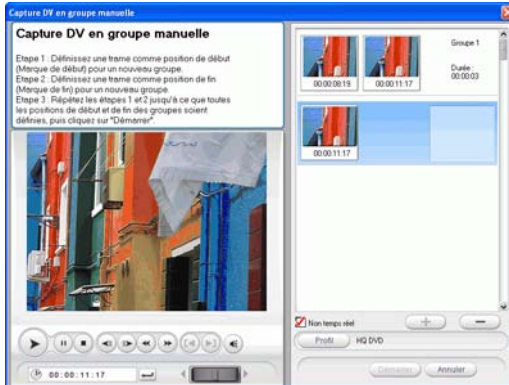 Capture DV en groupe manuelle
Capture DV en groupe manuelle
Etape 1 : Définissez une trame comme position de début
(Marque de début) pour un nouveau groupe.
Etape 2 : Définissez une trame comme position de fin
(Marque de fin) pour un nouveau groupe.
Etape 3 : Répétez les étapes 1 et 2 jusqu'à ce que toutes
les positions de début et de fin des groupes soient
définies, puis cliquez sur "Démarrer".
00:00:11:17
Groupe 1
Durée :
00:00:03
00:00:08:19
00:00:11:17
00:00:11:17
Non temps réel
Profil
HQ DVD
Démarrer
Annuler